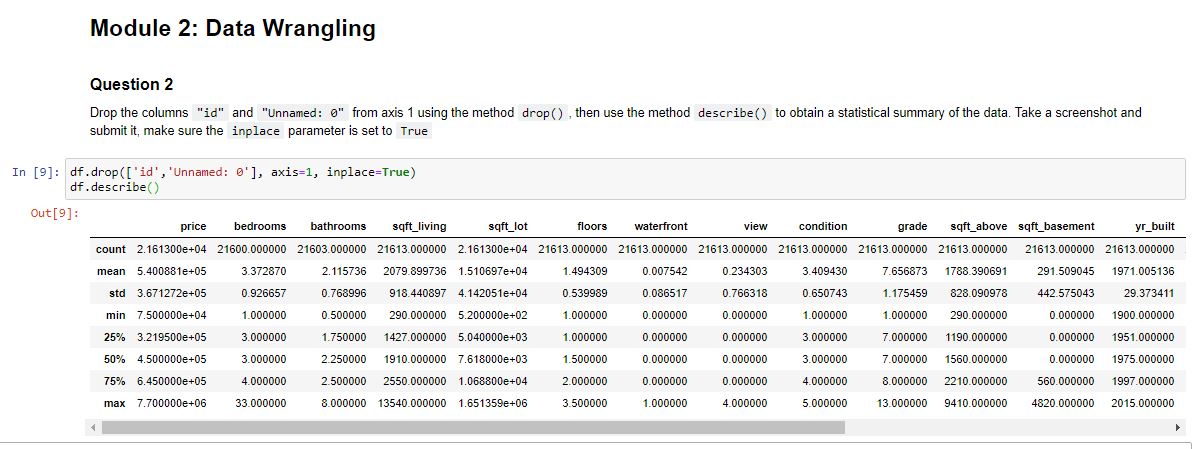 Module 2: Data Wrangling
Question 2
Drop the columns "id" and "Unnamed: 0" from axis 1 using the method drop() , then use the method describe() to obtain a statistical summary of the data. Take a screenshot and
submit it, make sure the inplace parameter is set to True
In [9]: df.drop(['id','Unnamed: 0'], axis=1, inplace=True)
df.describe()
Out[9]:
price bedrooms bathrooms sqft_living sqft_lot floors waterfront view condition grade sqft_above sqft_basement yr_built
count 2.161300e+04 21600.000000 21603.000000 21613.000000 2.161300e+04 21613.000000 21613.000000 21613.000000 21613.000000 21613.000000 21613.000000 21613.000000 21613.000000
mean 5.400881e+05 3.372870 2.115736 2079.899736 1.510697e+04 1.494309 0.007542 0.234303 3.409430 7.656873 1788.390691 291.509045 1971.005136
std 3.671272e+05 0.926657 0.768996 918.440897 4.142051e+04 0.539989 0.086517 0.766318 0.650743 1.175459 828.090978 442.575043 29.373411
min 7.500000e+04 1.000000 0.500000 290.000000 5.200000e+02 1.000000 0.000000 0.000000 1.000000 1.000000 290.000000 0.000000 1900.000000
25% 3.219500e+05 3.000000 1.750000 1427.000000 5.040000e+03 1.000000 0.000000 0.000000 3.000000 7.000000 1190.000000 0.000000 1951.000000
50% 4.500000e+05 3.000000 2.250000 1910.000000 7.618000e+03 1.500000 0.000000 0.000000 3.000000 7.000000 1560.000000 0.000000 1975.000000
75% 6.450000e+05 4.000000 2.500000 2550.000000 1.068800e+04 2.000000 0.000000 0.000000 4.000000 8.000000 2210.000000 560.000000 1997.000000
max 7.700000e+06 33.000000 8.000000 13540.000000 1.651359e+06 3.500000 1.000000 4.000000 5.000000 13.000000 9410.000000 4820.000000 2015.000000